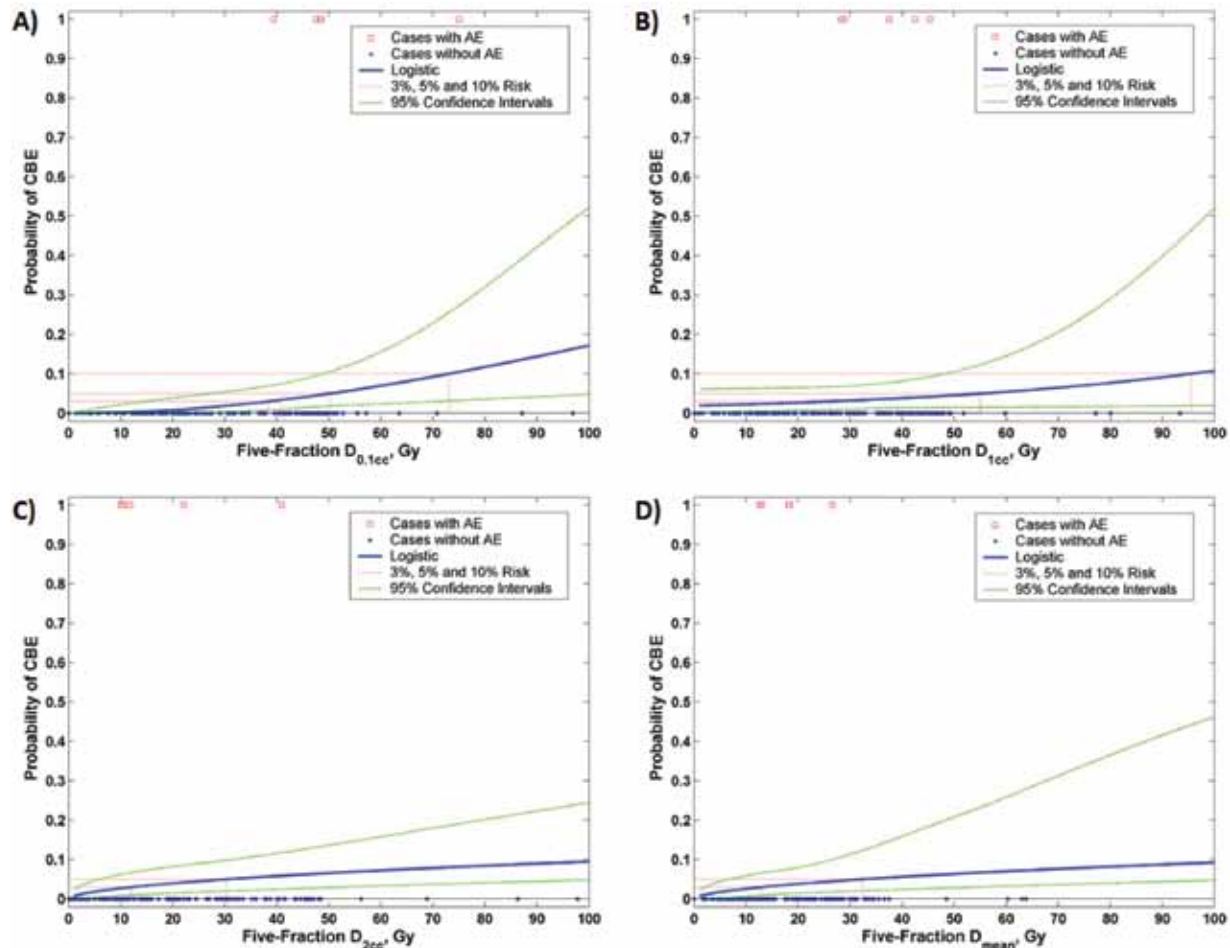 A)
1
0.9
0.8
0.7
0.6
0.5
0.4
0.3
0.2
0.1
0
Probability of CBE
Cases with AE
Cases without AE
Logistic
3%, 5% and 10% Risk
95% Confidence Intervals
0 10 20 30 40 50 60 70 80 90 100
Five-Fraction D0.1cc, Gy
B)
1
0.9
0.8
0.7
0.6
0.5
0.4
0.3
0.2
0.1
0
Probability of CBE
Cases with AE
Cases without AE
Logistic
3%, 5% and 10% Risk
95% Confidence Intervals
0 10 20 30 40 50 60 70 80 90 100
Five-Fraction D1cc, Gy
C)
1
0.9
0.8
0.7
0.6
0.5
0.4
0.3
0.2
0.1
0
Probability of CBE
Cases with AE
Cases without AE
Logistic
3%, 5% and 10% Risk
95% Confidence Intervals
0 10 20 30 40 50 60 70 80 90 100
Five-Fraction D2cc, Gy
D)
1
0.9
0.8
0.7
0.6
0.5
0.4
0.3
0.2
0.1
0
Probability of CBE
Cases with AE
Cases without AE
Logistic
3%, 5% and 10% Risk
95% Confidence Intervals
0 10 20 30 40 50 60 70 80 90 100
Five-Fraction Dmean, Gy